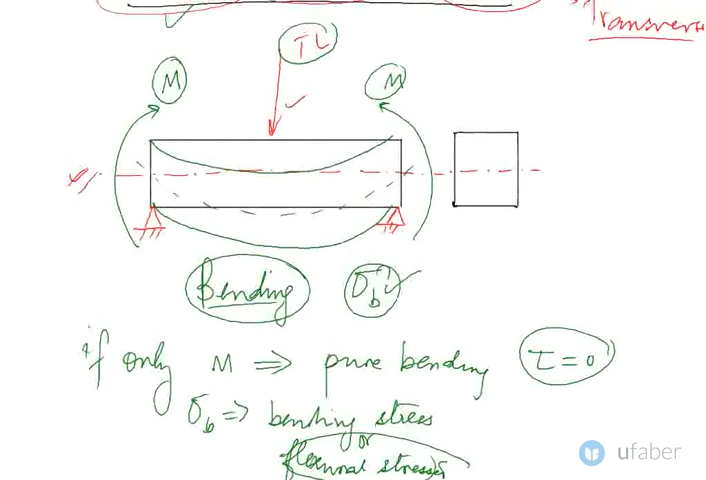 Transvers
TL
M M
Bending σb
if only M ⇒ pure bending τ=0
σb ⇒ bending stress
or
flexural stresses
ufaber